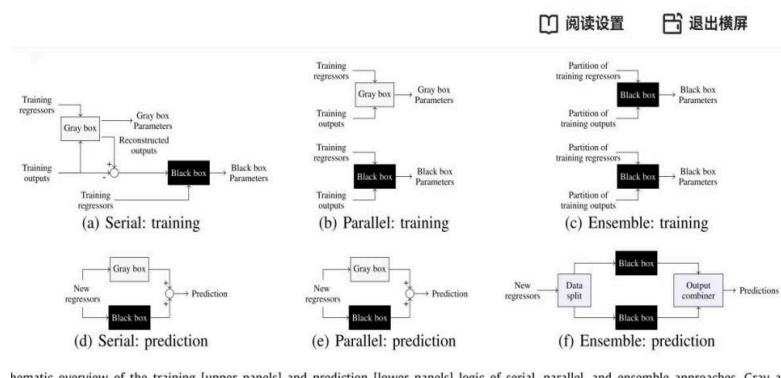 阅读设置
退出横屏
Training
regressors
Gray box
Gray box
Parameters
Reconstructed
outputs
Training
outputs
+
-
Black box
Black box
Parameters
Training
regressors
(a) Serial: training
Training
regressors
Gray box
Gray box
Parameters
Training
outputs
Training
regressors
Black box
Black box
Parameters
Training
outputs
(b) Parallel: training
Partition of
training regressors
Black box
Black box
Parameters
Partition of
training outputs
Partition of
training regressors
Black box
Black box
Parameters
Partition of
training outputs
(c) Ensemble: training
Gray box
New
regressors
+
+
Prediction
Black box
(d) Serial: prediction
Gray box
New
regressors
+
+
Prediction
Black box
(e) Parallel: prediction
Black box
New
regressors
Data
split
Output
combiner
Predictions
Black box
(f) Ensemble: prediction
hematic overview of the training [upper panels] and prediction [lower panels] logic of serial, parallel, and ensemble approaches. Gray